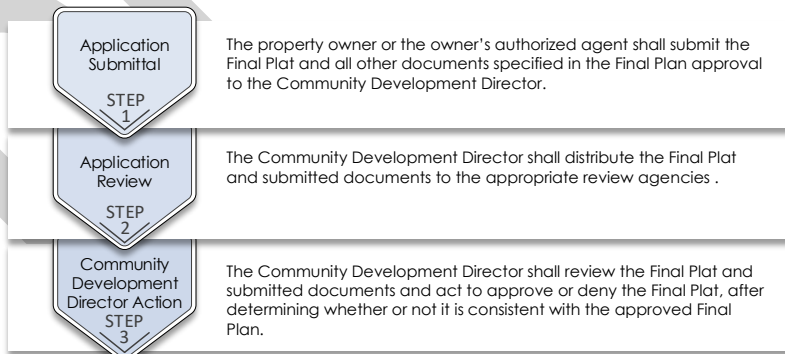 Application
Submittal
STEP
1
The property owner or the owner's authorized agent shall submit the
Final Plat and all other documents specified in the Final Plan approval
to the Community Development Director.
Application
Review
STEP
2
The Community Development Director shall distribute the Final Plat
and submitted documents to the appropriate review agencies .
Community
Development
Director Action
STEP
3
The Community Development Director shall review the Final Plat and
submitted documents and act to approve or deny the Final Plat, after
determining whether or not it is consistent with the approved Final
Plan.